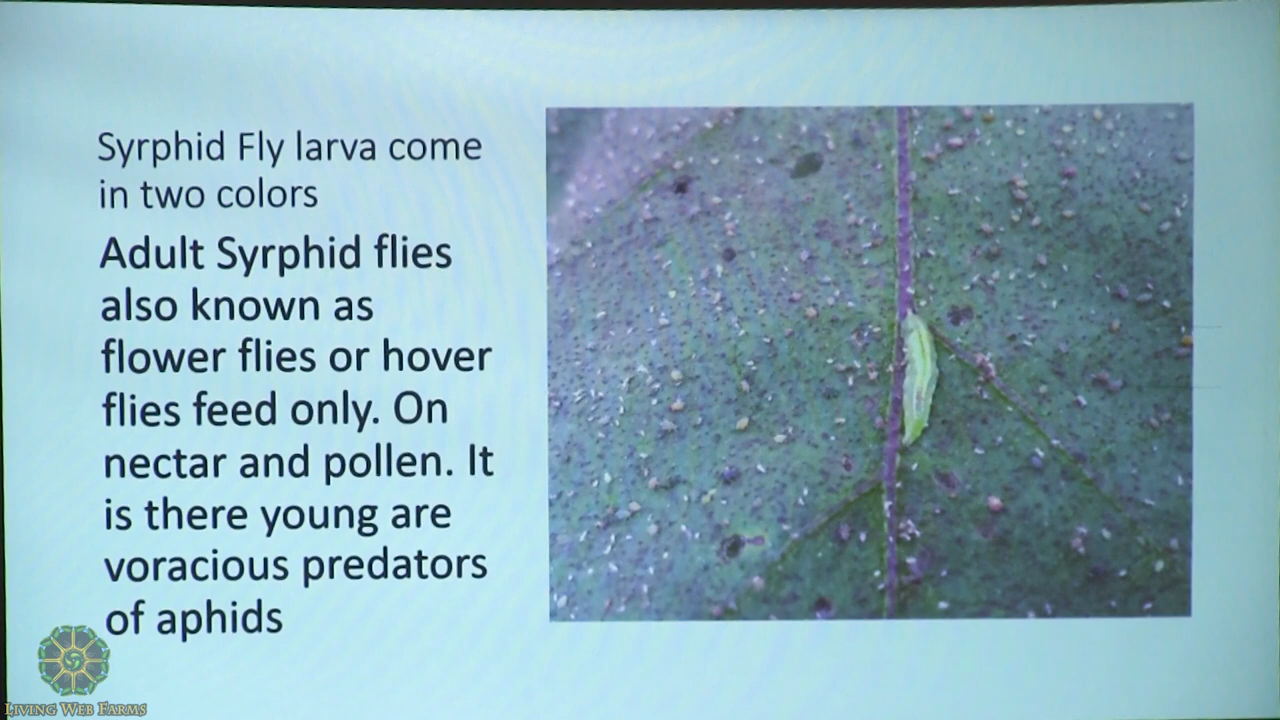 Syrphid Fly larva come
in two colors
Adult Syrphid flies
also known as
flower flies or hover
flies feed only. On
nectar and pollen. It
is there young are
voracious predators
of aphids
Living Web Farms